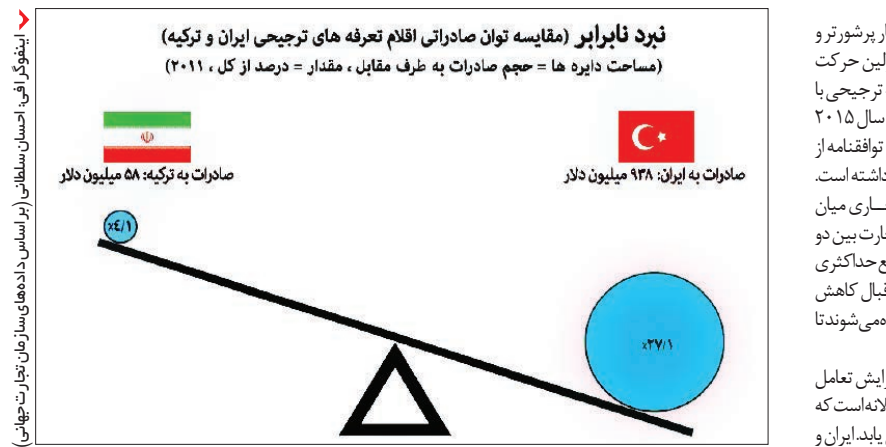 نبرد نابرابر (مقایسه توان صادراتی اقلام تعرفه های ترجیحی ایران و ترکیه)
(مساحت دایره ها = حجم صادرات به طرف مقابل ، مقدار = درصد از کل ، ۲۰۱۱)
صادرات به ایران: ۹۳۸ میلیون دلار
صادرات به ترکیه: ۵۸ میلیون دلار
٪۴/۱
٪۲۷/۱
اینفوگرافی: احسان سلطانی (بر اساس داده‌های سازمان تجارت جهانی)
ار پرشورتر و
لین حرکت
ترجیحی با
سال ۲۰۱۵
توافقنامه از
داشته است.
ـاری میان
جارت بین دو
ع حداکثری
قبال کاهش
ه‌می‌شوند تا
زایش تعامل
لانه‌است که
یابد. ایران و